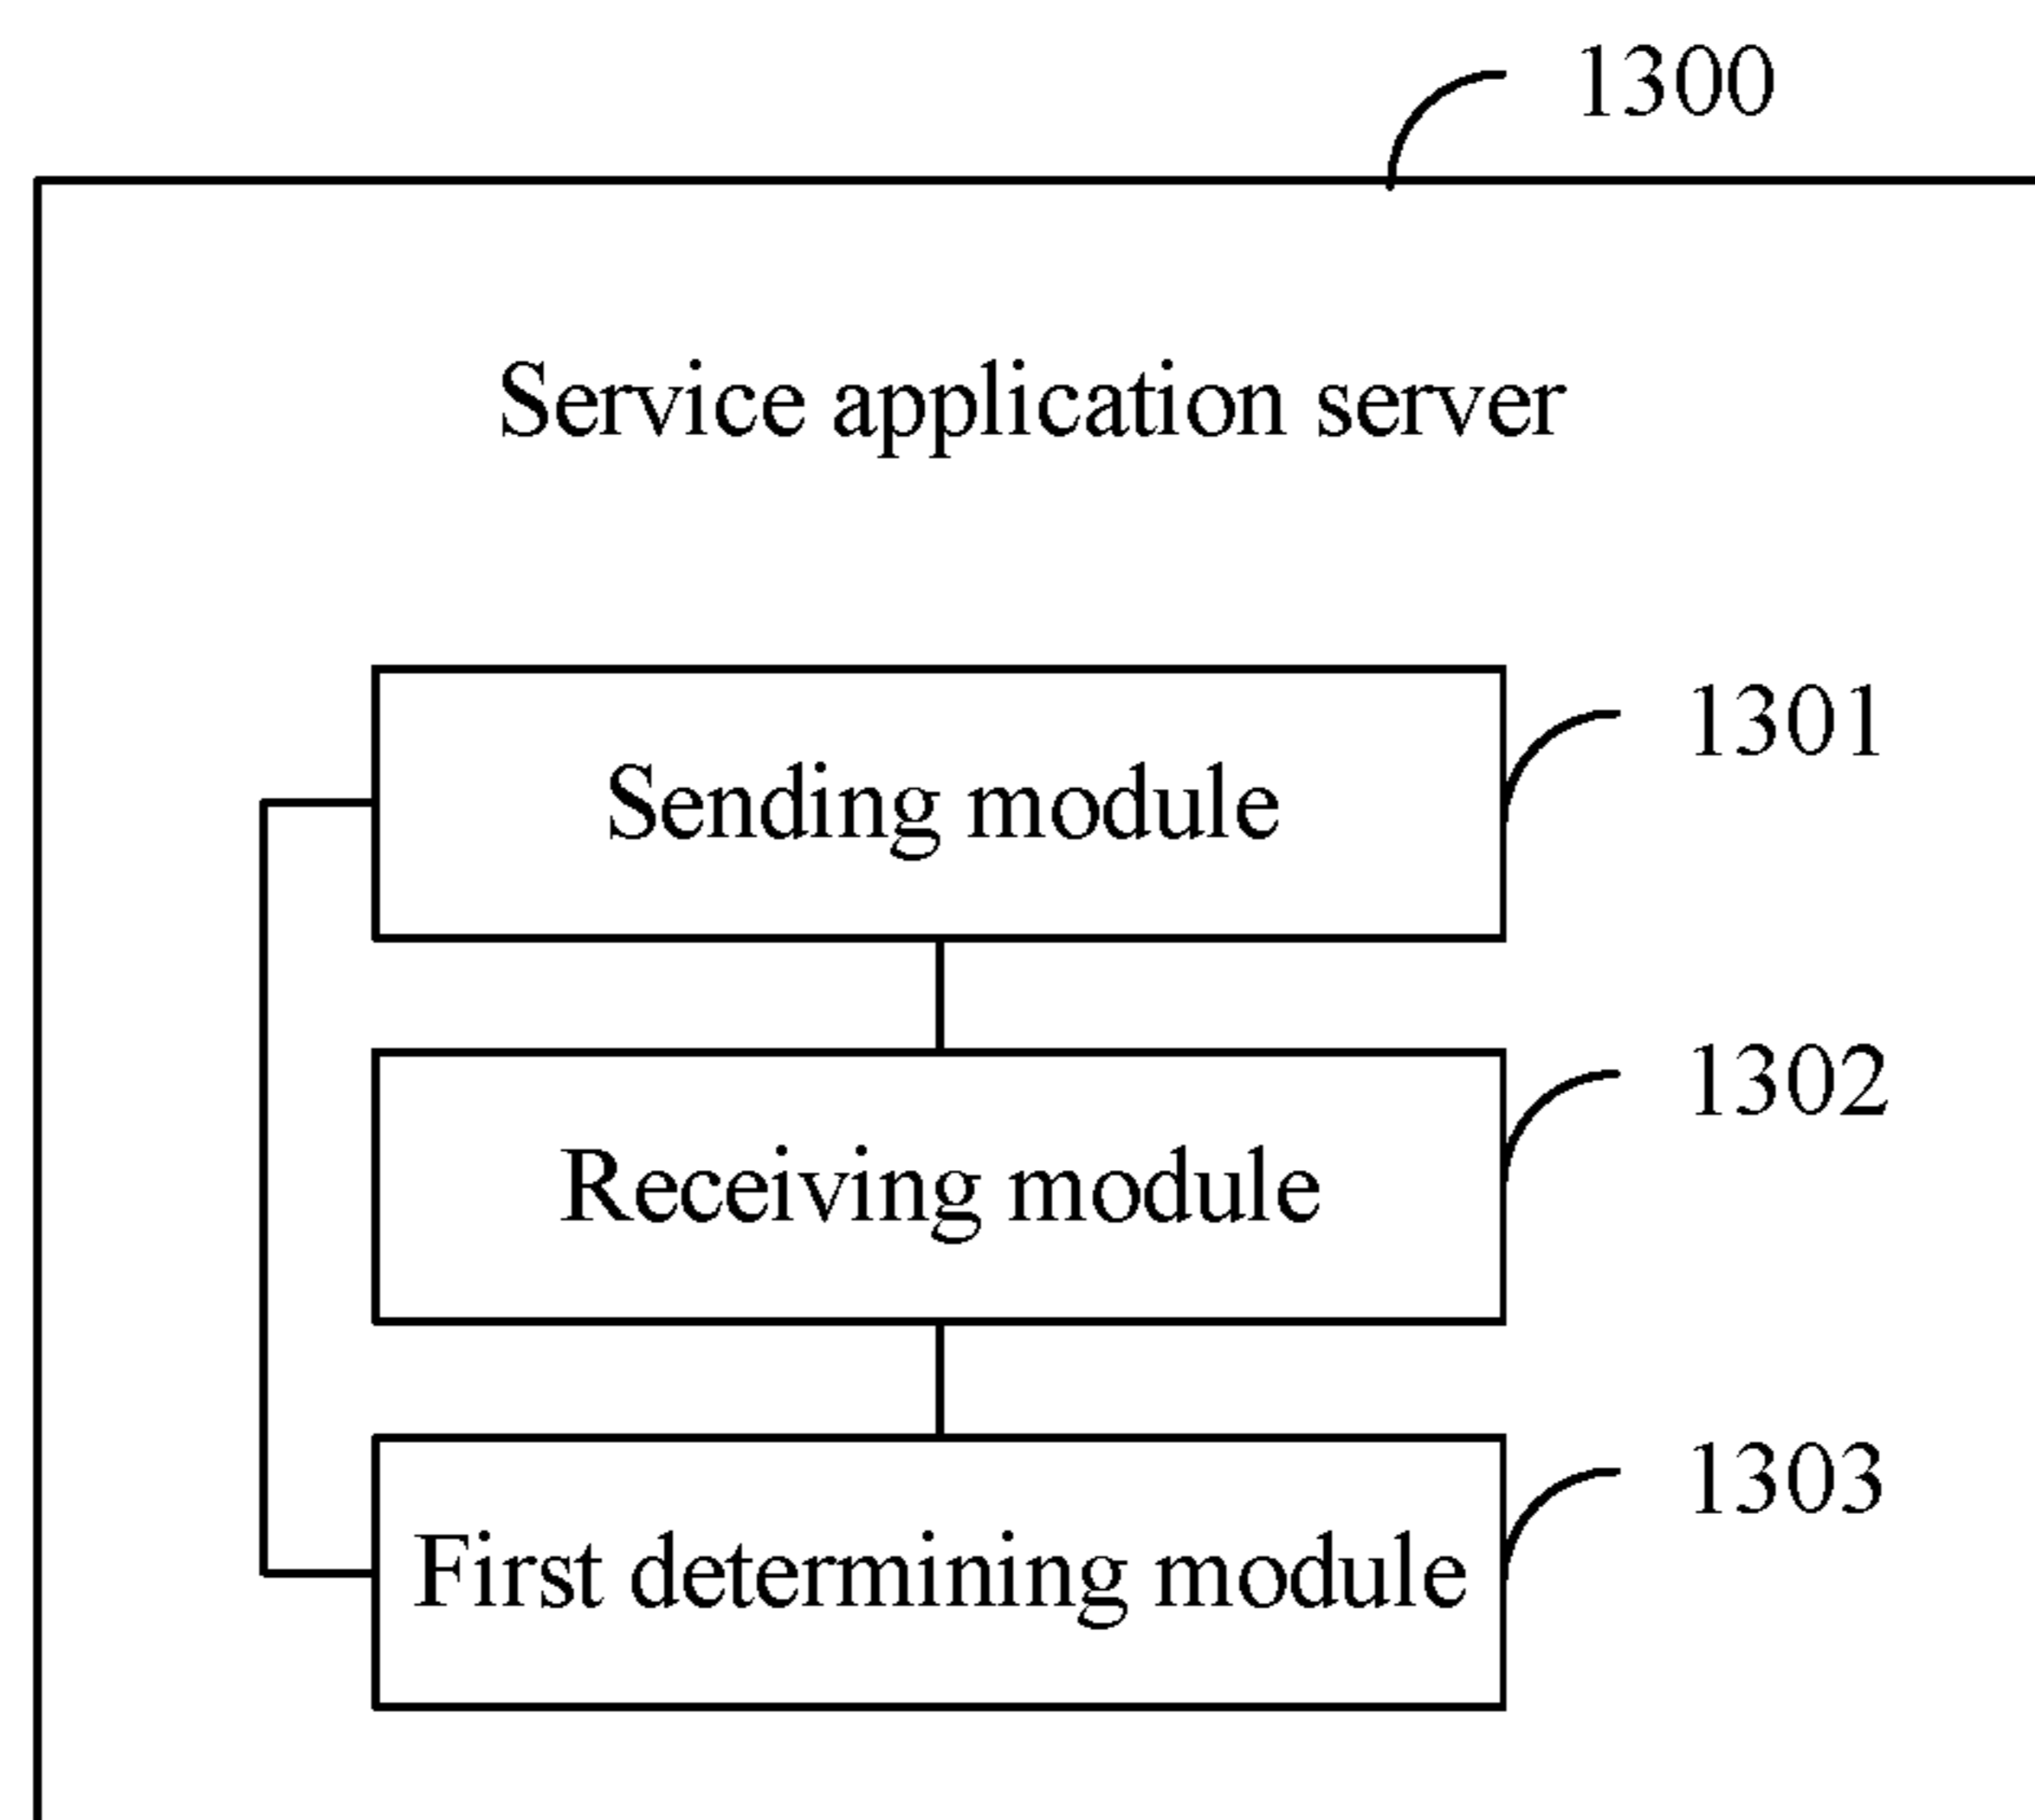 1300
Service application server
Sending module
1301
Receiving module
1302
First determining module
1303